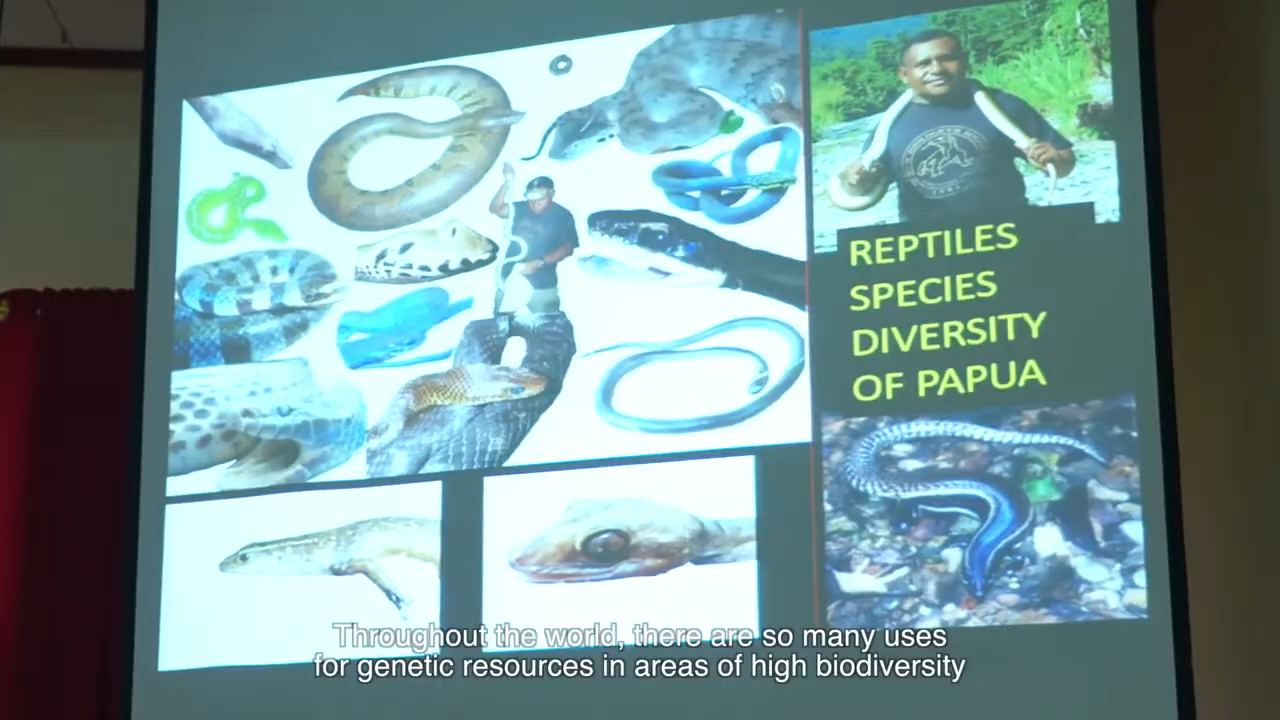 REPTILES
SPECIES
DIVERSITY
OF PAPUA
Throughout the world, there are so many uses
for genetic resources in areas of high biodiversity